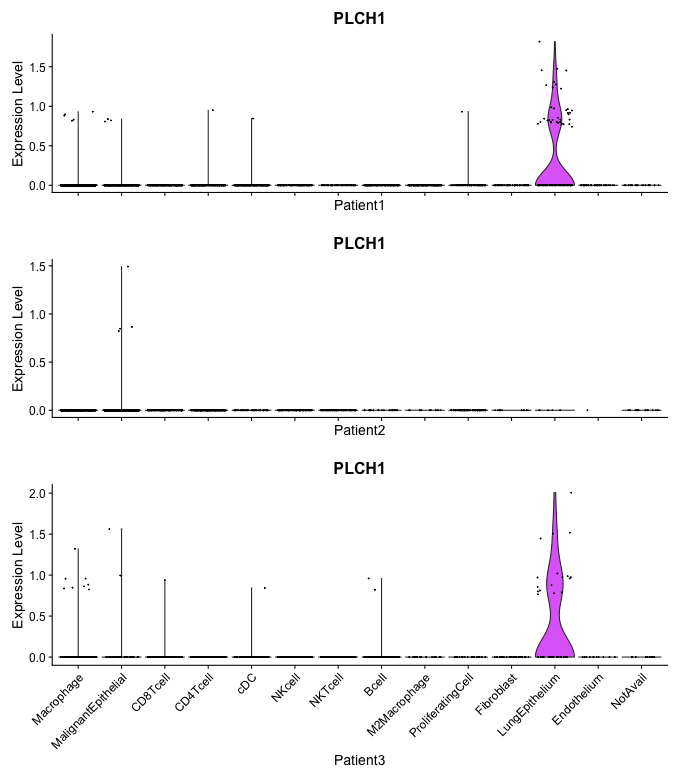 PLCH1
Expression Level
1.5
1.0
0.5
0.0
Patient1
PLCH1
Expression Level
1.5
1.0
0.5
0.0
Patient2
PLCH1
Expression Level
2.0
1.5
1.0
0.5
0.0
Macrophage
MalignantEpithelial
CD8Tcell
CD4Tcell
cDC
NKcell
NKTcell
Bcell
M2Macrophage
ProliferatingCell
Fibroblast
LungEpithelium
Endothelium
NotAvail
Patient3